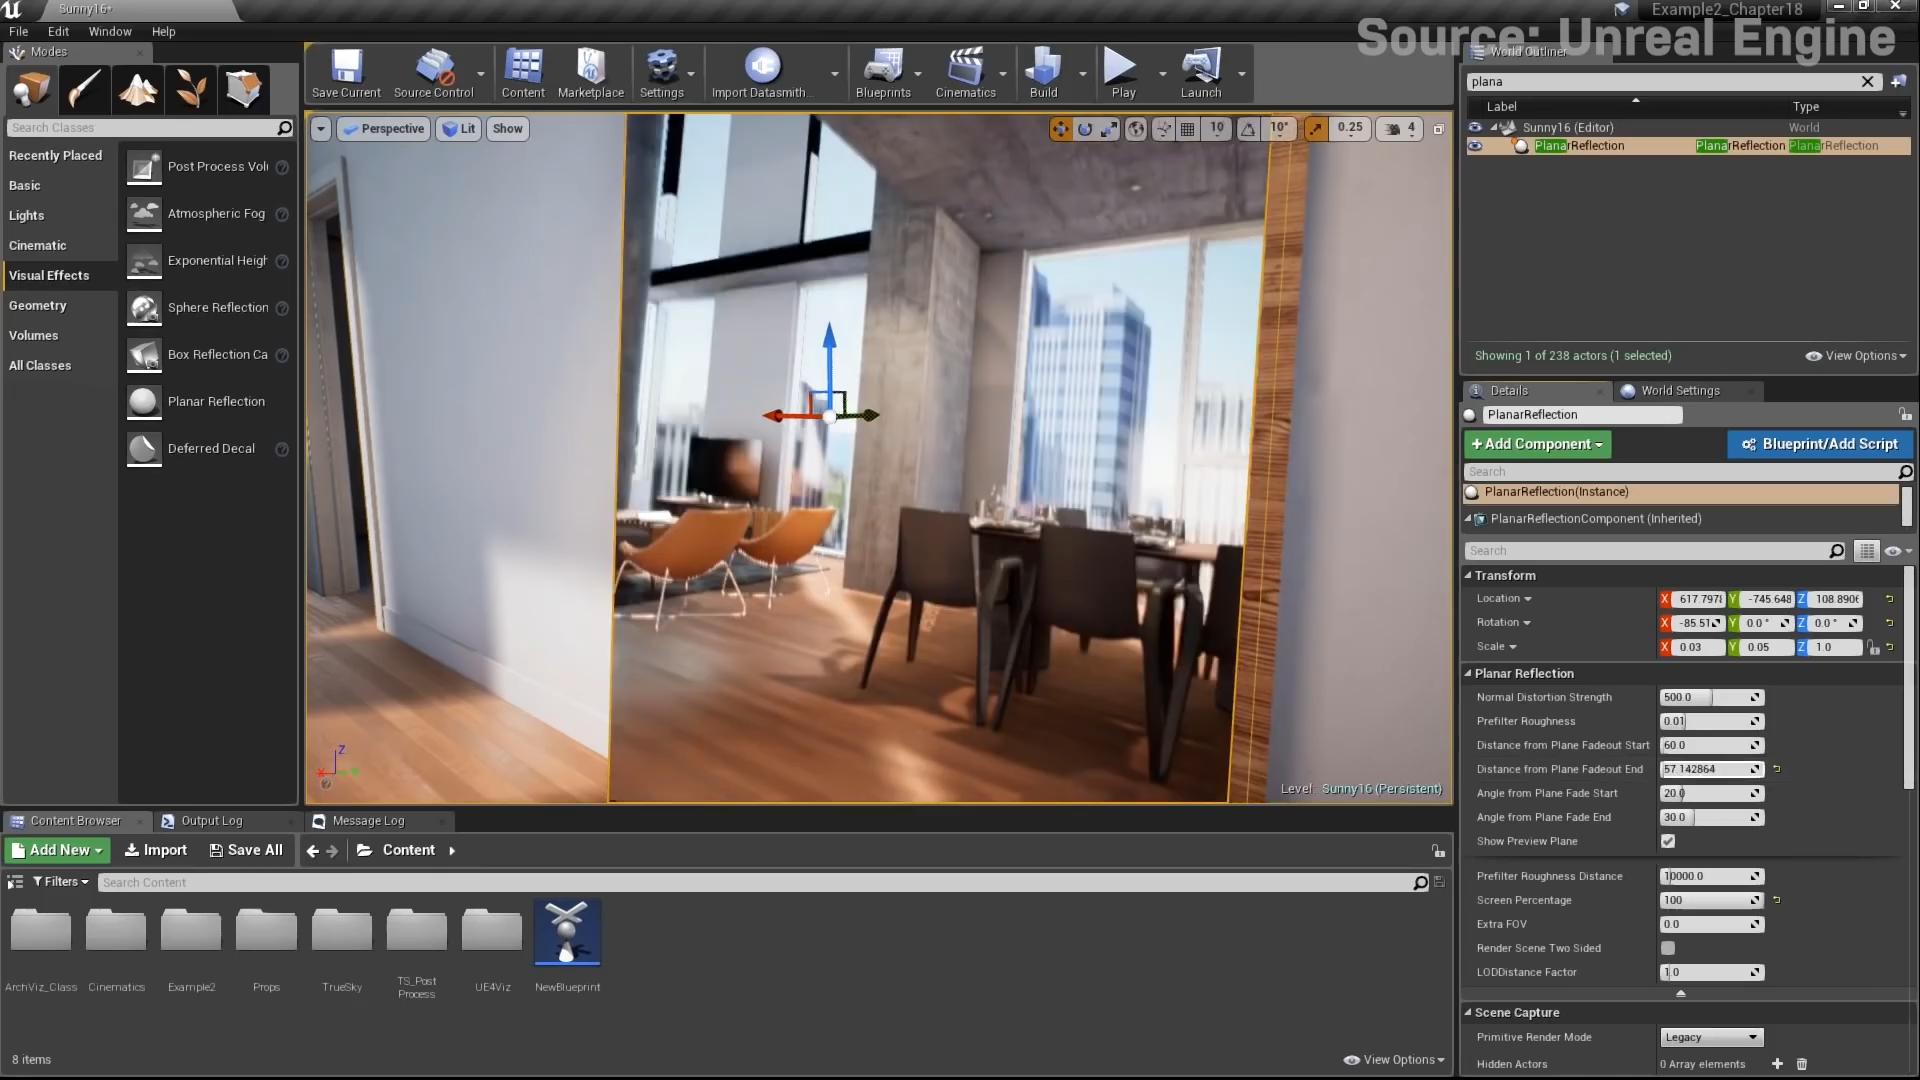 Sunny16*
Example2_Chapter18
Source: Unreal Engine
File Edit Window Help
Modes
Search Classes
Recently Placed
Basic
Lights
Cinematic
Visual Effects
Geometry
Volumes
All Classes
Post Process Volu
Atmospheric Fog
Exponential Heigh
Sphere Reflection
Box Reflection Ca
Planar Reflection
Deferred Decal
Save Current
Source Control
Content
Marketplace
Settings
Import Datasmith...
Blueprints
Cinematics
Build
Play
Launch
Perspective
Lit
Show
10
10°
0.25
4
Level Sunny16 (Persistent)
World Outliner
plana
Label Type
Sunny16 (Editor) World
PlanarReflection PlanarReflection PlanarReflection
Showing 1 of 238 actors (1 selected)
View Options
Details
World Settings
PlanarReflection
+Add Component
Blueprint/Add Script
Search
PlanarReflection(Instance)
PlanarReflectionComponent (Inherited)
Search
Transform
Location X 617.797 Y -745.648 Z 108.8906
Rotation X -85.51 Y 0.0 ° Z 0.0 °
Scale X 0.03 Y 0.05 Z 1.0
Planar Reflection
Normal Distortion Strength 500.0
Prefilter Roughness 0.01
Distance from Plane Fadeout Start 60.0
Distance from Plane Fadeout End 57.142864
Angle from Plane Fade Start 20.0
Angle from Plane Fade End 30.0
Show Preview Plane
Prefilter Roughness Distance 10000.0
Screen Percentage 100
Extra FOV 0.0
Render Scene Two Sided
LODDistance Factor 1.0
Scene Capture
Primitive Render Mode Legacy
Hidden Actors 0 Array elements
Content Browser
Output Log
Message Log
Add New
Import
Save All
Content
Filters
Search Content
ArchViz_Class
Cinematics
Example2
Props
TrueSky
TS_Post
Process
UE4Viz
NewBlueprint
8 items
View Options
X
Z